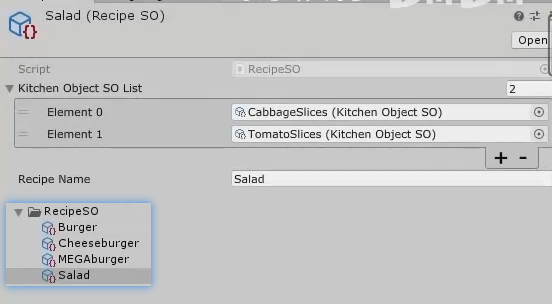 Salad (Recipe SO)
Open
Script
RecipeSO
Kitchen Object SO List
2
Element 0
CabbageSlices (Kitchen Object SO)
Element 1
TomatoSlices (Kitchen Object SO)
+ -
Recipe Name
Salad
RecipeSO
Burger
Cheeseburger
MEGAburger
Salad